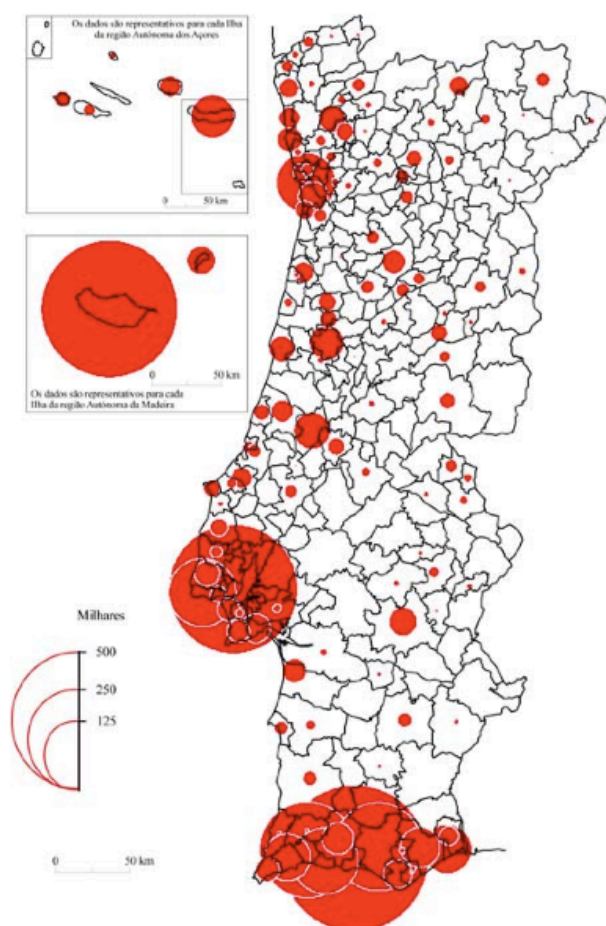 Os dados são representativos para cada Ilha
da região Autónoma dos Açores
0 50 km
0 50 km
Os dados são representativos para cada
Ilha da região Autónoma da Madeira
Milhares
500
250
125
0 50 km